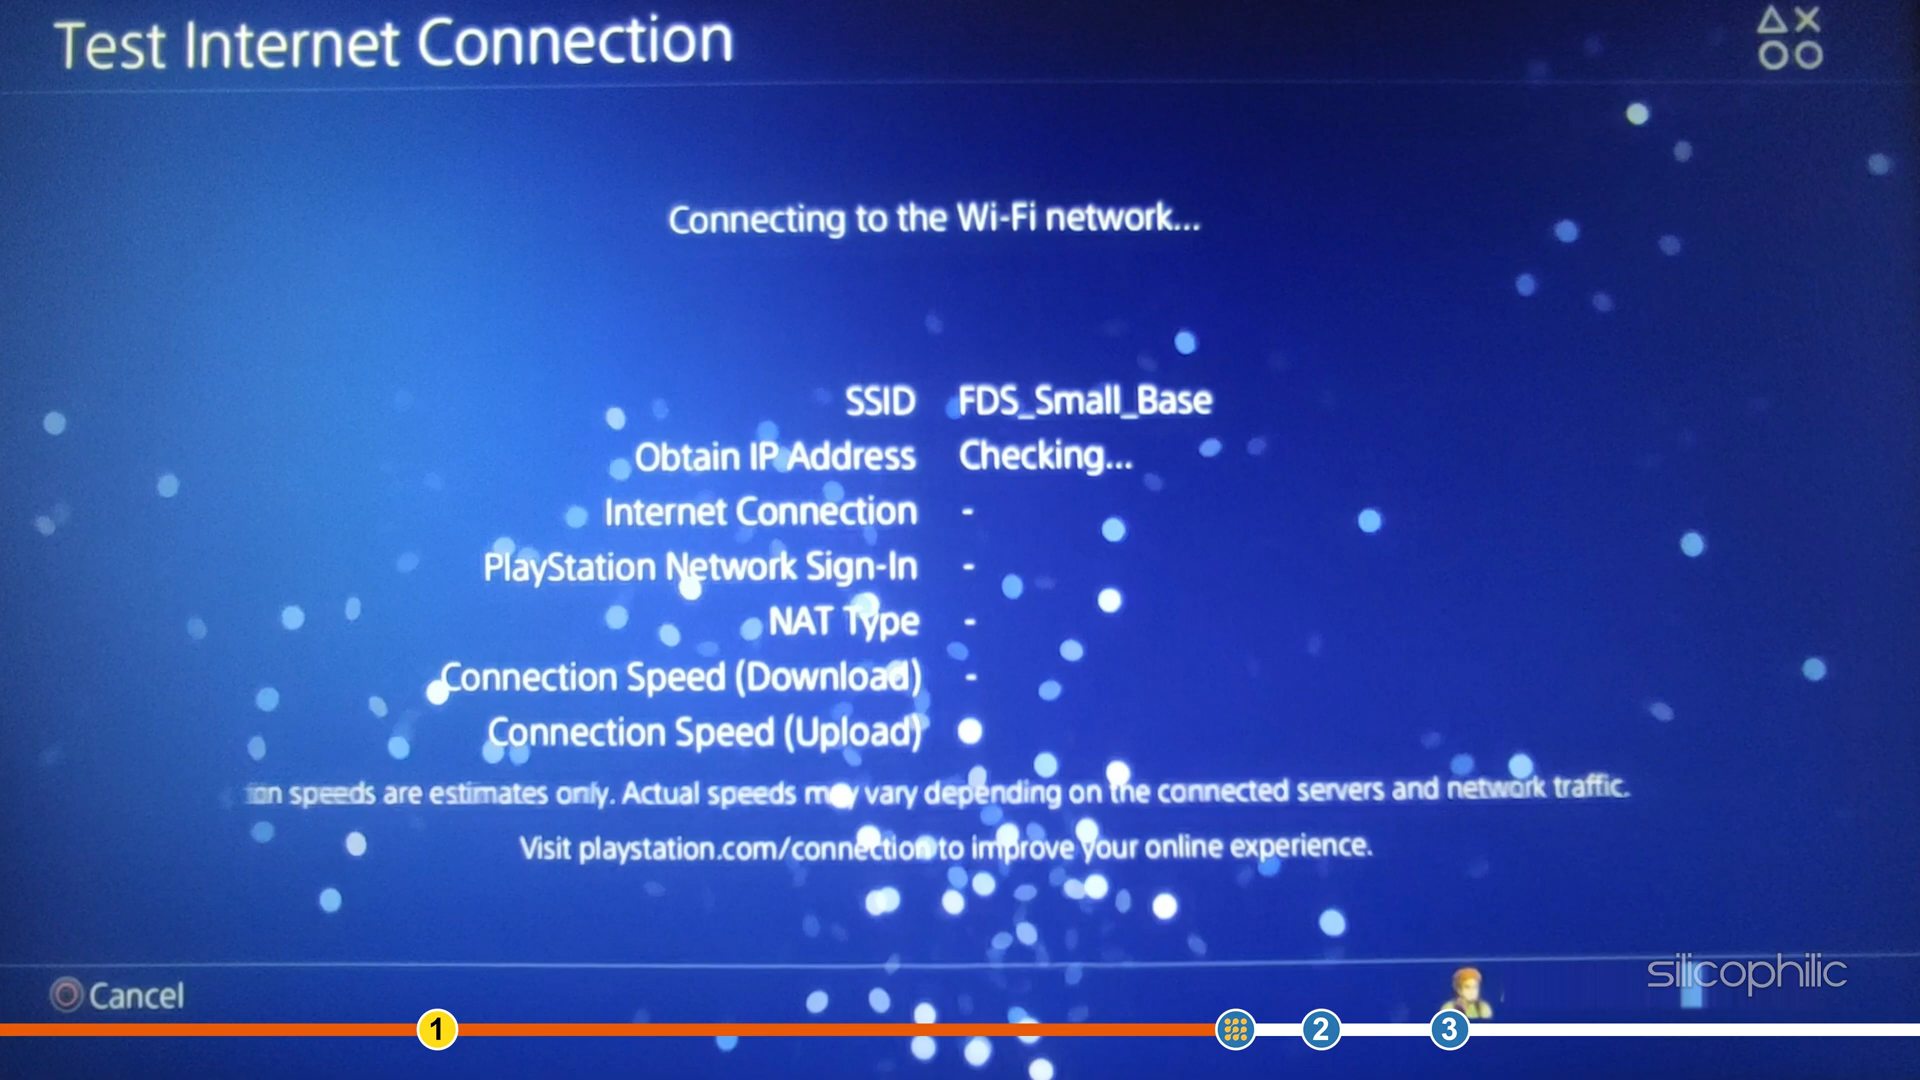 Test Internet Connection
Connecting to the Wi-Fi network...
SSID FDS_Small_Base
Obtain IP Address Checking...
Internet Connection -
PlayStation Network Sign-In -
NAT Type -
Connection Speed (Download) -
Connection Speed (Upload)
speeds are estimates only. Actual speeds may vary depending on the connected servers and network traffic.
Visit playstation.com/connection to improve your online experience.
Cancel
silicophilic
1 2 3